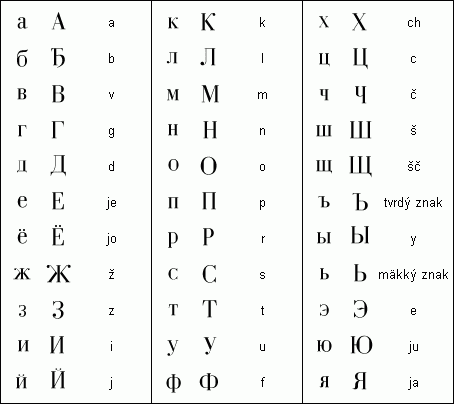 а А a
б Ђ b
в В v
г Г g
д Д d
е Е je
ё Ё jo
ж Ж ž
з З z
и И i
й Й j
к К k
л Л l
м М m
н Н n
о О o
п П p
р Р r
с С s
т Т t
у У u
ф Ф f
х Х ch
ц Ц c
ч Ч č
ш Ш š
щ Щ šč
ъ Ъ tvrdý znak
ы Ы y
ь Ь mäkký znak
э Э e
ю Ю ju
я Я ja